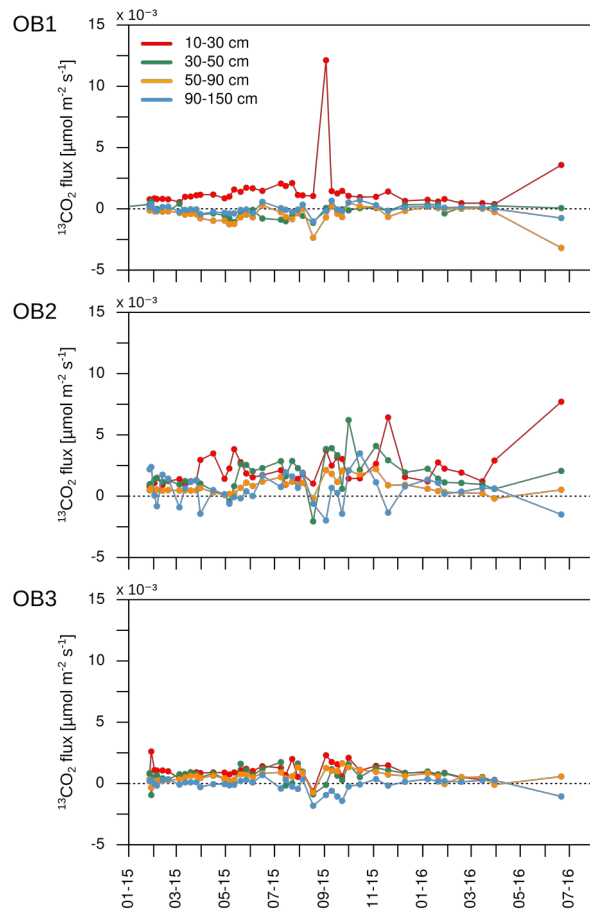 OB1
x 10⁻³
15
10
5
0
-5
¹³CO₂ flux [µmol m⁻² s⁻¹]
10-30 cm
30-50 cm
50-90 cm
90-150 cm
OB2
x 10⁻³
15
10
5
0
-5
¹³CO₂ flux [µmol m⁻² s⁻¹]
OB3
x 10⁻³
15
10
5
0
-5
¹³CO₂ flux [µmol m⁻² s⁻¹]
01-15
03-15
05-15
07-15
09-15
11-15
01-16
03-16
05-16
07-16